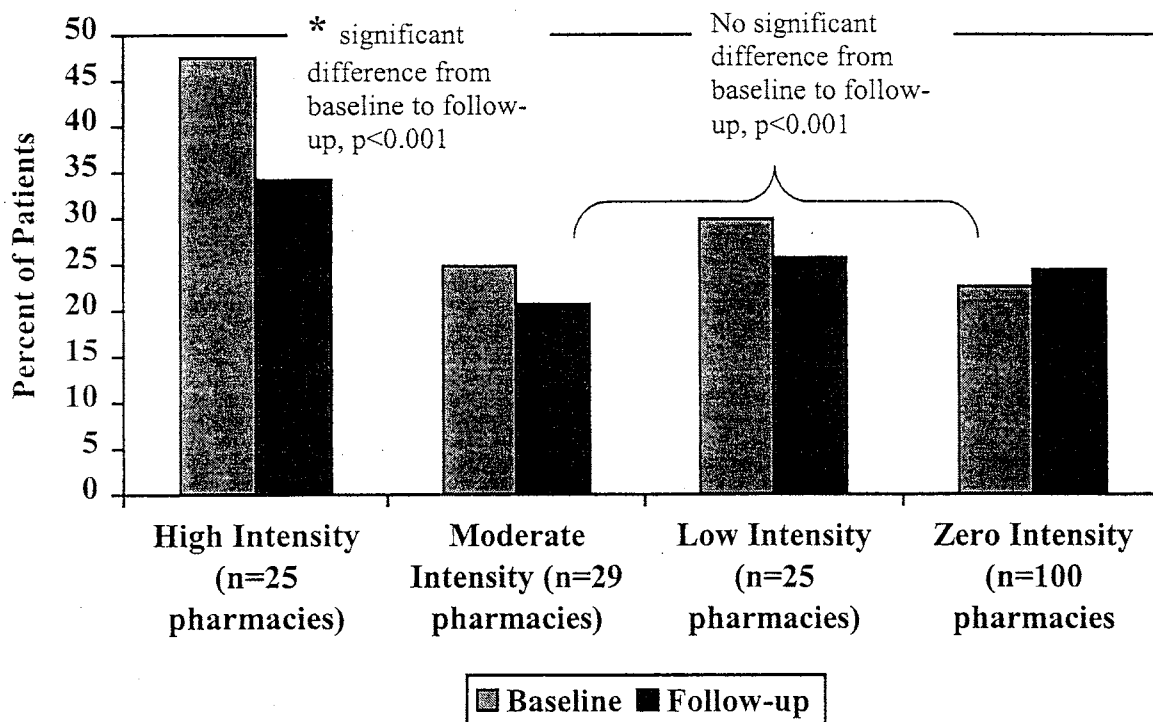 Percent of Patients
50
45
40
35
30
25
20
15
10
5
0
* significant
difference from
baseline to follow-
up, p<0.001
No significant
difference from
baseline to follow-
up, p<0.001
High Intensity
(n=25
pharmacies)
Moderate
Intensity (n=29
pharmacies)
Low Intensity
(n=25
pharmacies)
Zero Intensity
(n=100
pharmacies
Baseline Follow-up